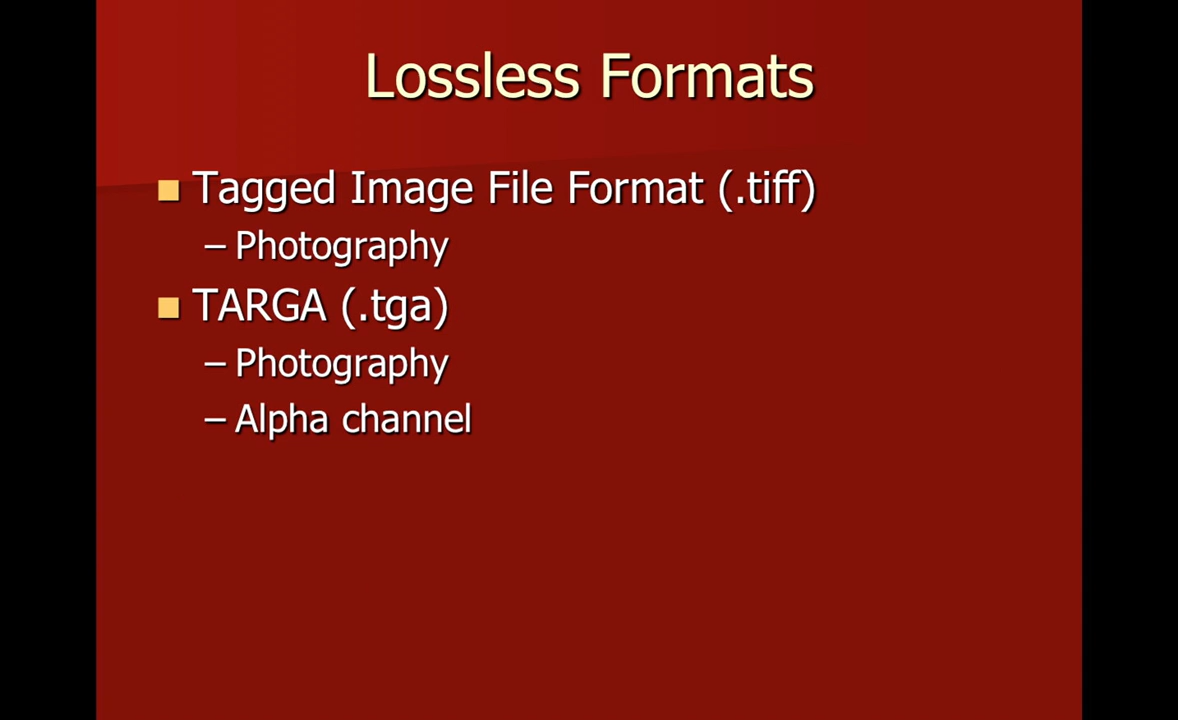 Lossless Formats
Tagged Image File Format (.tiff)
– Photography
TARGA (.tga)
– Photography
– Alpha channel